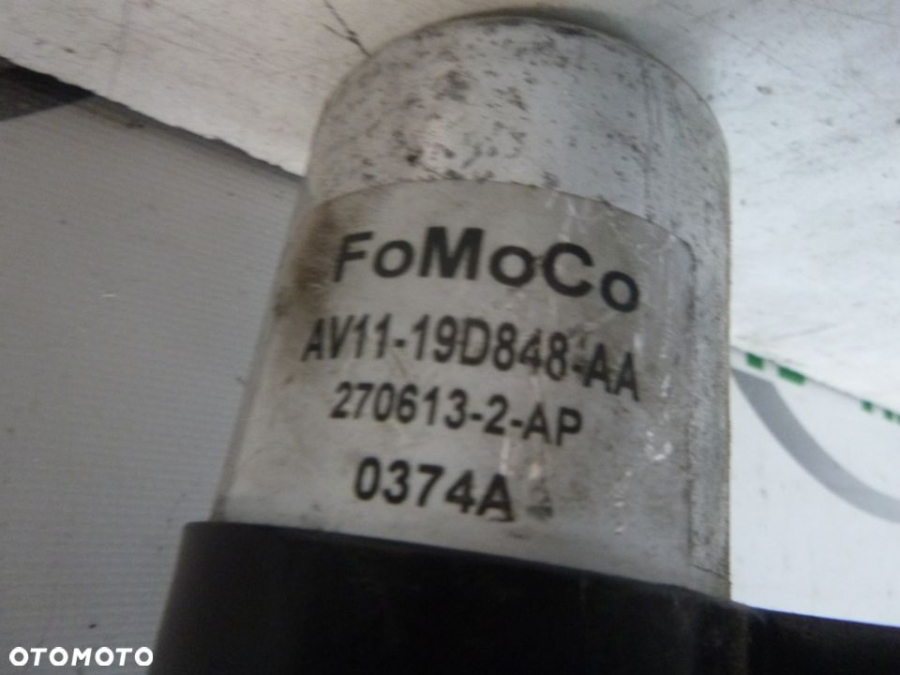 FoMoCo
AV11-19D848-AA
270613-2-AP
0374A
OTOMOTO